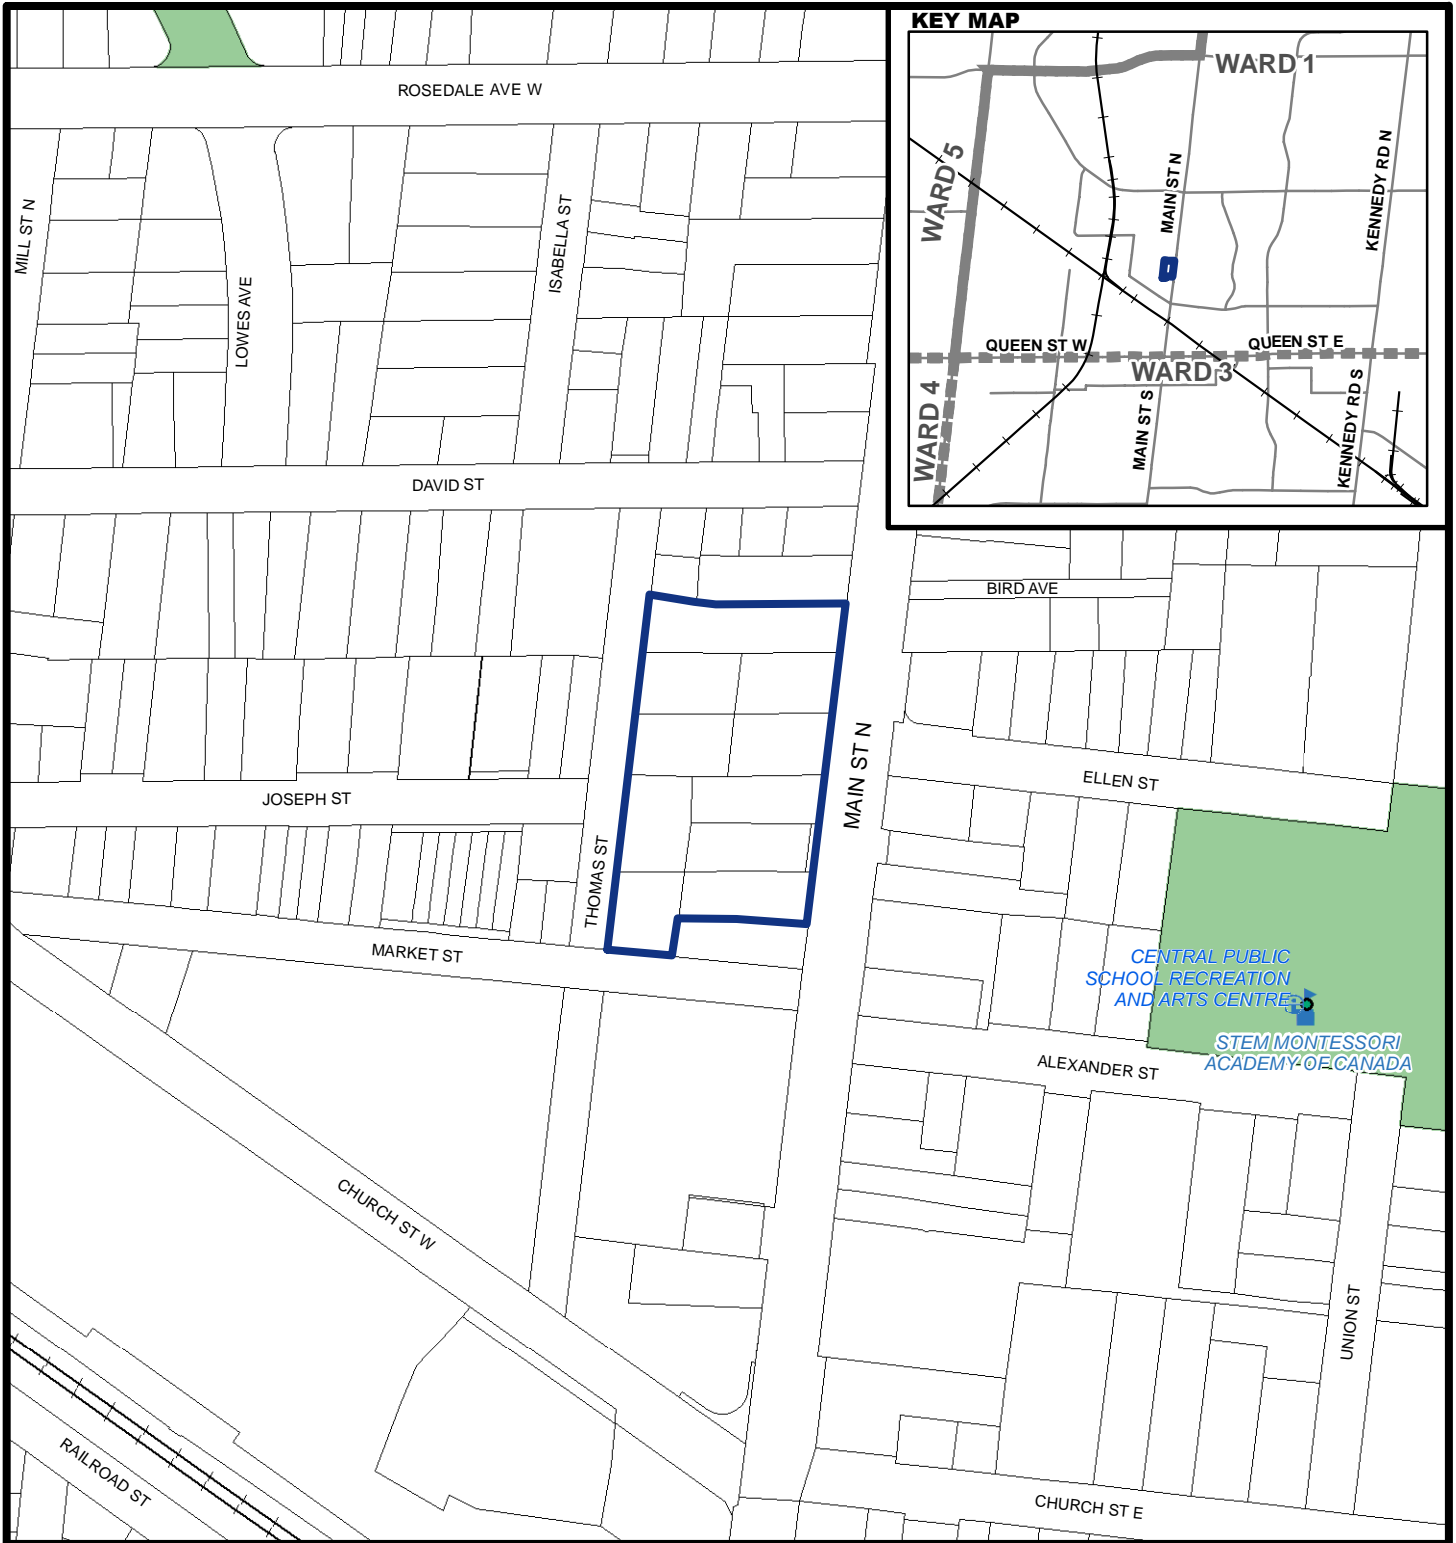 KEY MAP
WARD 1
WARD 5
MAIN ST N
KENNEDY RD N
QUEEN ST W
QUEEN ST E
WARD 3
WARD 4
MAIN ST S
KENNEDY RD S
ROSEDALE AVE W
MILL ST N
LOWES AVE
ISABELLA ST
DAVID ST
BIRD AVE
MAIN ST N
ELLEN ST
JOSEPH ST
THOMAS ST
MARKET ST
CENTRAL PUBLIC
SCHOOL RECREATION
AND ARTS CENTRE
STEM MONTESSORI
ACADEMY OF CANADA
ALEXANDER ST
CHURCH ST W
UNION ST
RAILROAD ST
CHURCH ST E